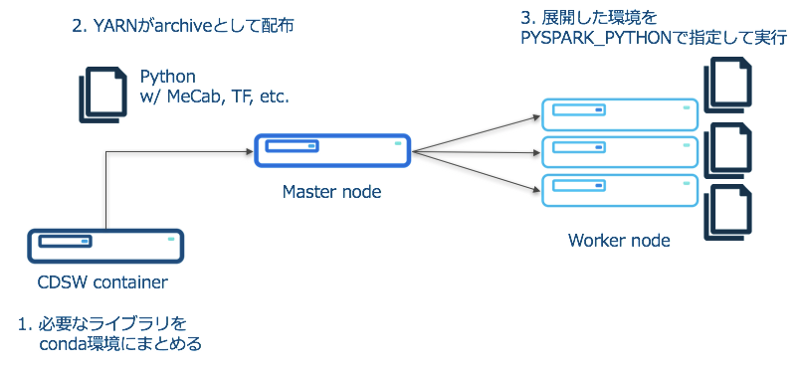 2. YARNがarchiveとして配布
3. 展開した環境を
PYSPARK_PYTHONで指定して実行
Python
w/ MeCab, TF, etc.
Master node
Worker node
CDSW container
1. 必要なライブラリを
conda環境にまとめる